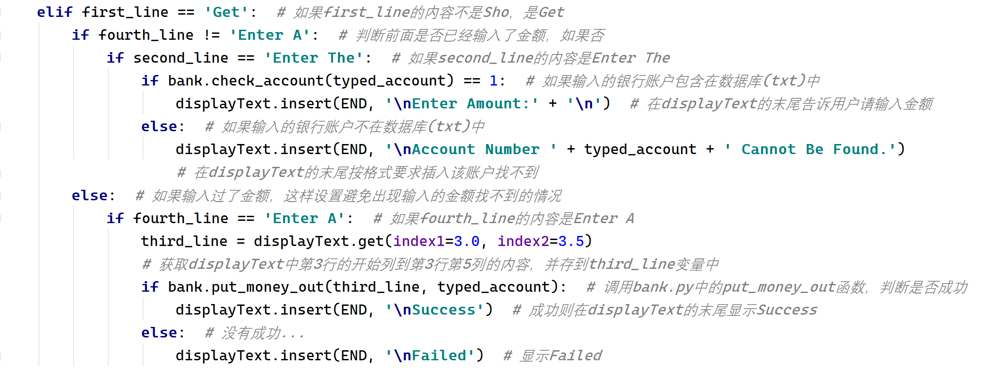 elif first_line == 'Get':  # 如果first_line的内容不是Sho，是Get
    if fourth_line != 'Enter A':  # 判断前面是否已经输入了金额，如果否
        if second_line == 'Enter The':  # 如果second_line的内容是Enter The
            if bank.check_account(typed_account) == 1:  # 如果输入的银行账户包含在数据库(txt)中
                displayText.insert(END, '\nEnter Amount:' + '\n')  # 在displayText的末尾告诉用户请输入金额
            else:  # 如果输入的银行账户不在数据库(txt)中
                displayText.insert(END, '\nAccount Number ' + typed_account + ' Cannot Be Found.')
                # 在displayText的末尾按格式要求插入该账户找不到
    else:  # 如果输入过了金额，这样设置避免出现输入的金额找不到的情况
        if fourth_line == 'Enter A':  # 如果fourth_line的内容是Enter A
            third_line = displayText.get(index1=3.0, index2=3.5)
            # 获取displayText中第3行的开始列到第3行第5列的内容，并存到third_line变量中
            if bank.put_money_out(third_line, typed_account):  # 调用bank.py中的put_money_out函数，判断是否成功
                displayText.insert(END, '\nSuccess')  # 成功则在displayText的末尾显示Success
            else:  # 没有成功...
                displayText.insert(END, '\nFailed')  # 显示Failed